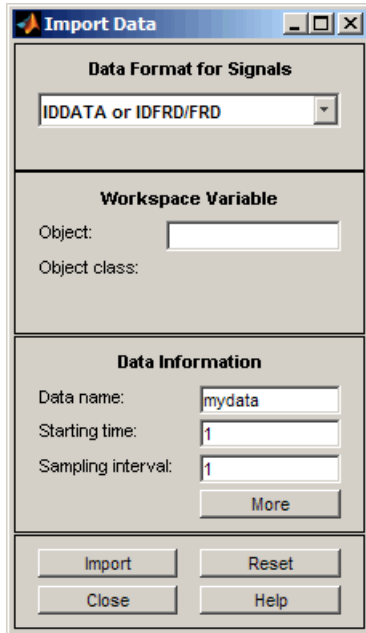 Import Data
Data Format for Signals
IDDATA or IDFRD/FRD
Workspace Variable
Object:
Object class:
Data Information
Data name: mydata
Starting time: 1
Sampling interval: 1
More
Import Reset
Close Help